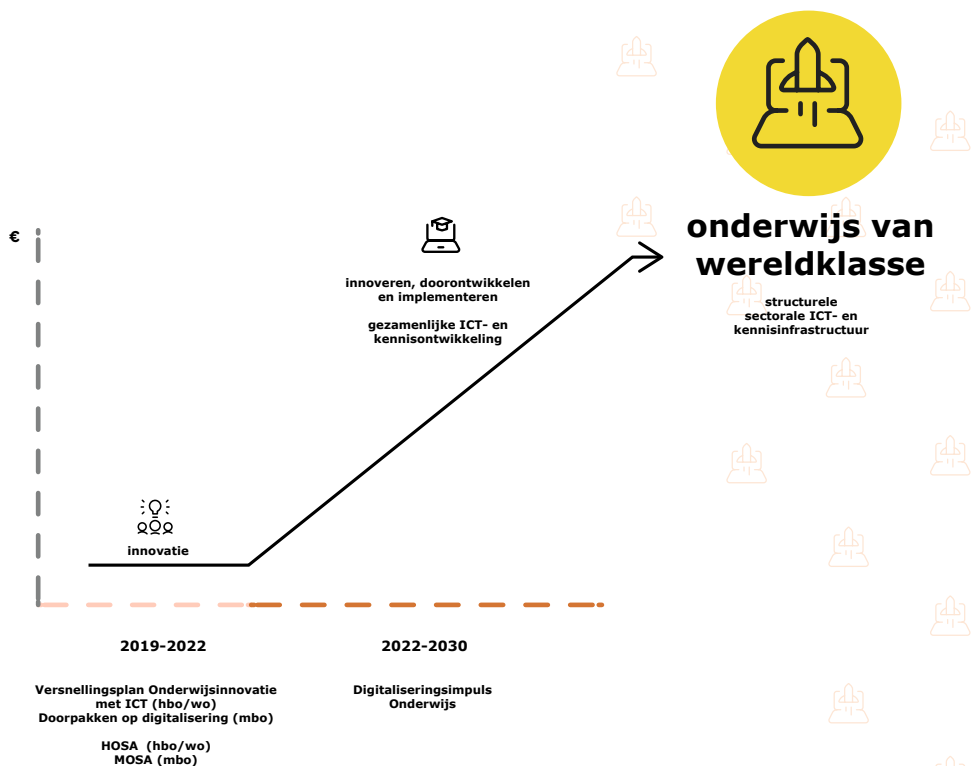 €
onderwijs van
wereldklasse
structurele
sectorale ICT- en
kennisinfrastructuur
innoveren, doorontwikkelen
en implementeren
gezamenlijke ICT- en
kennisontwikkeling
innovatie
2019-2022
Versnellingsplan Onderwijsinnovatie
met ICT (hbo/wo)
Doorpakken op digitalisering (mbo)
HOSA (hbo/wo)
MOSA (mbo)
2022-2030
Digitaliseringsimpuls
Onderwijs